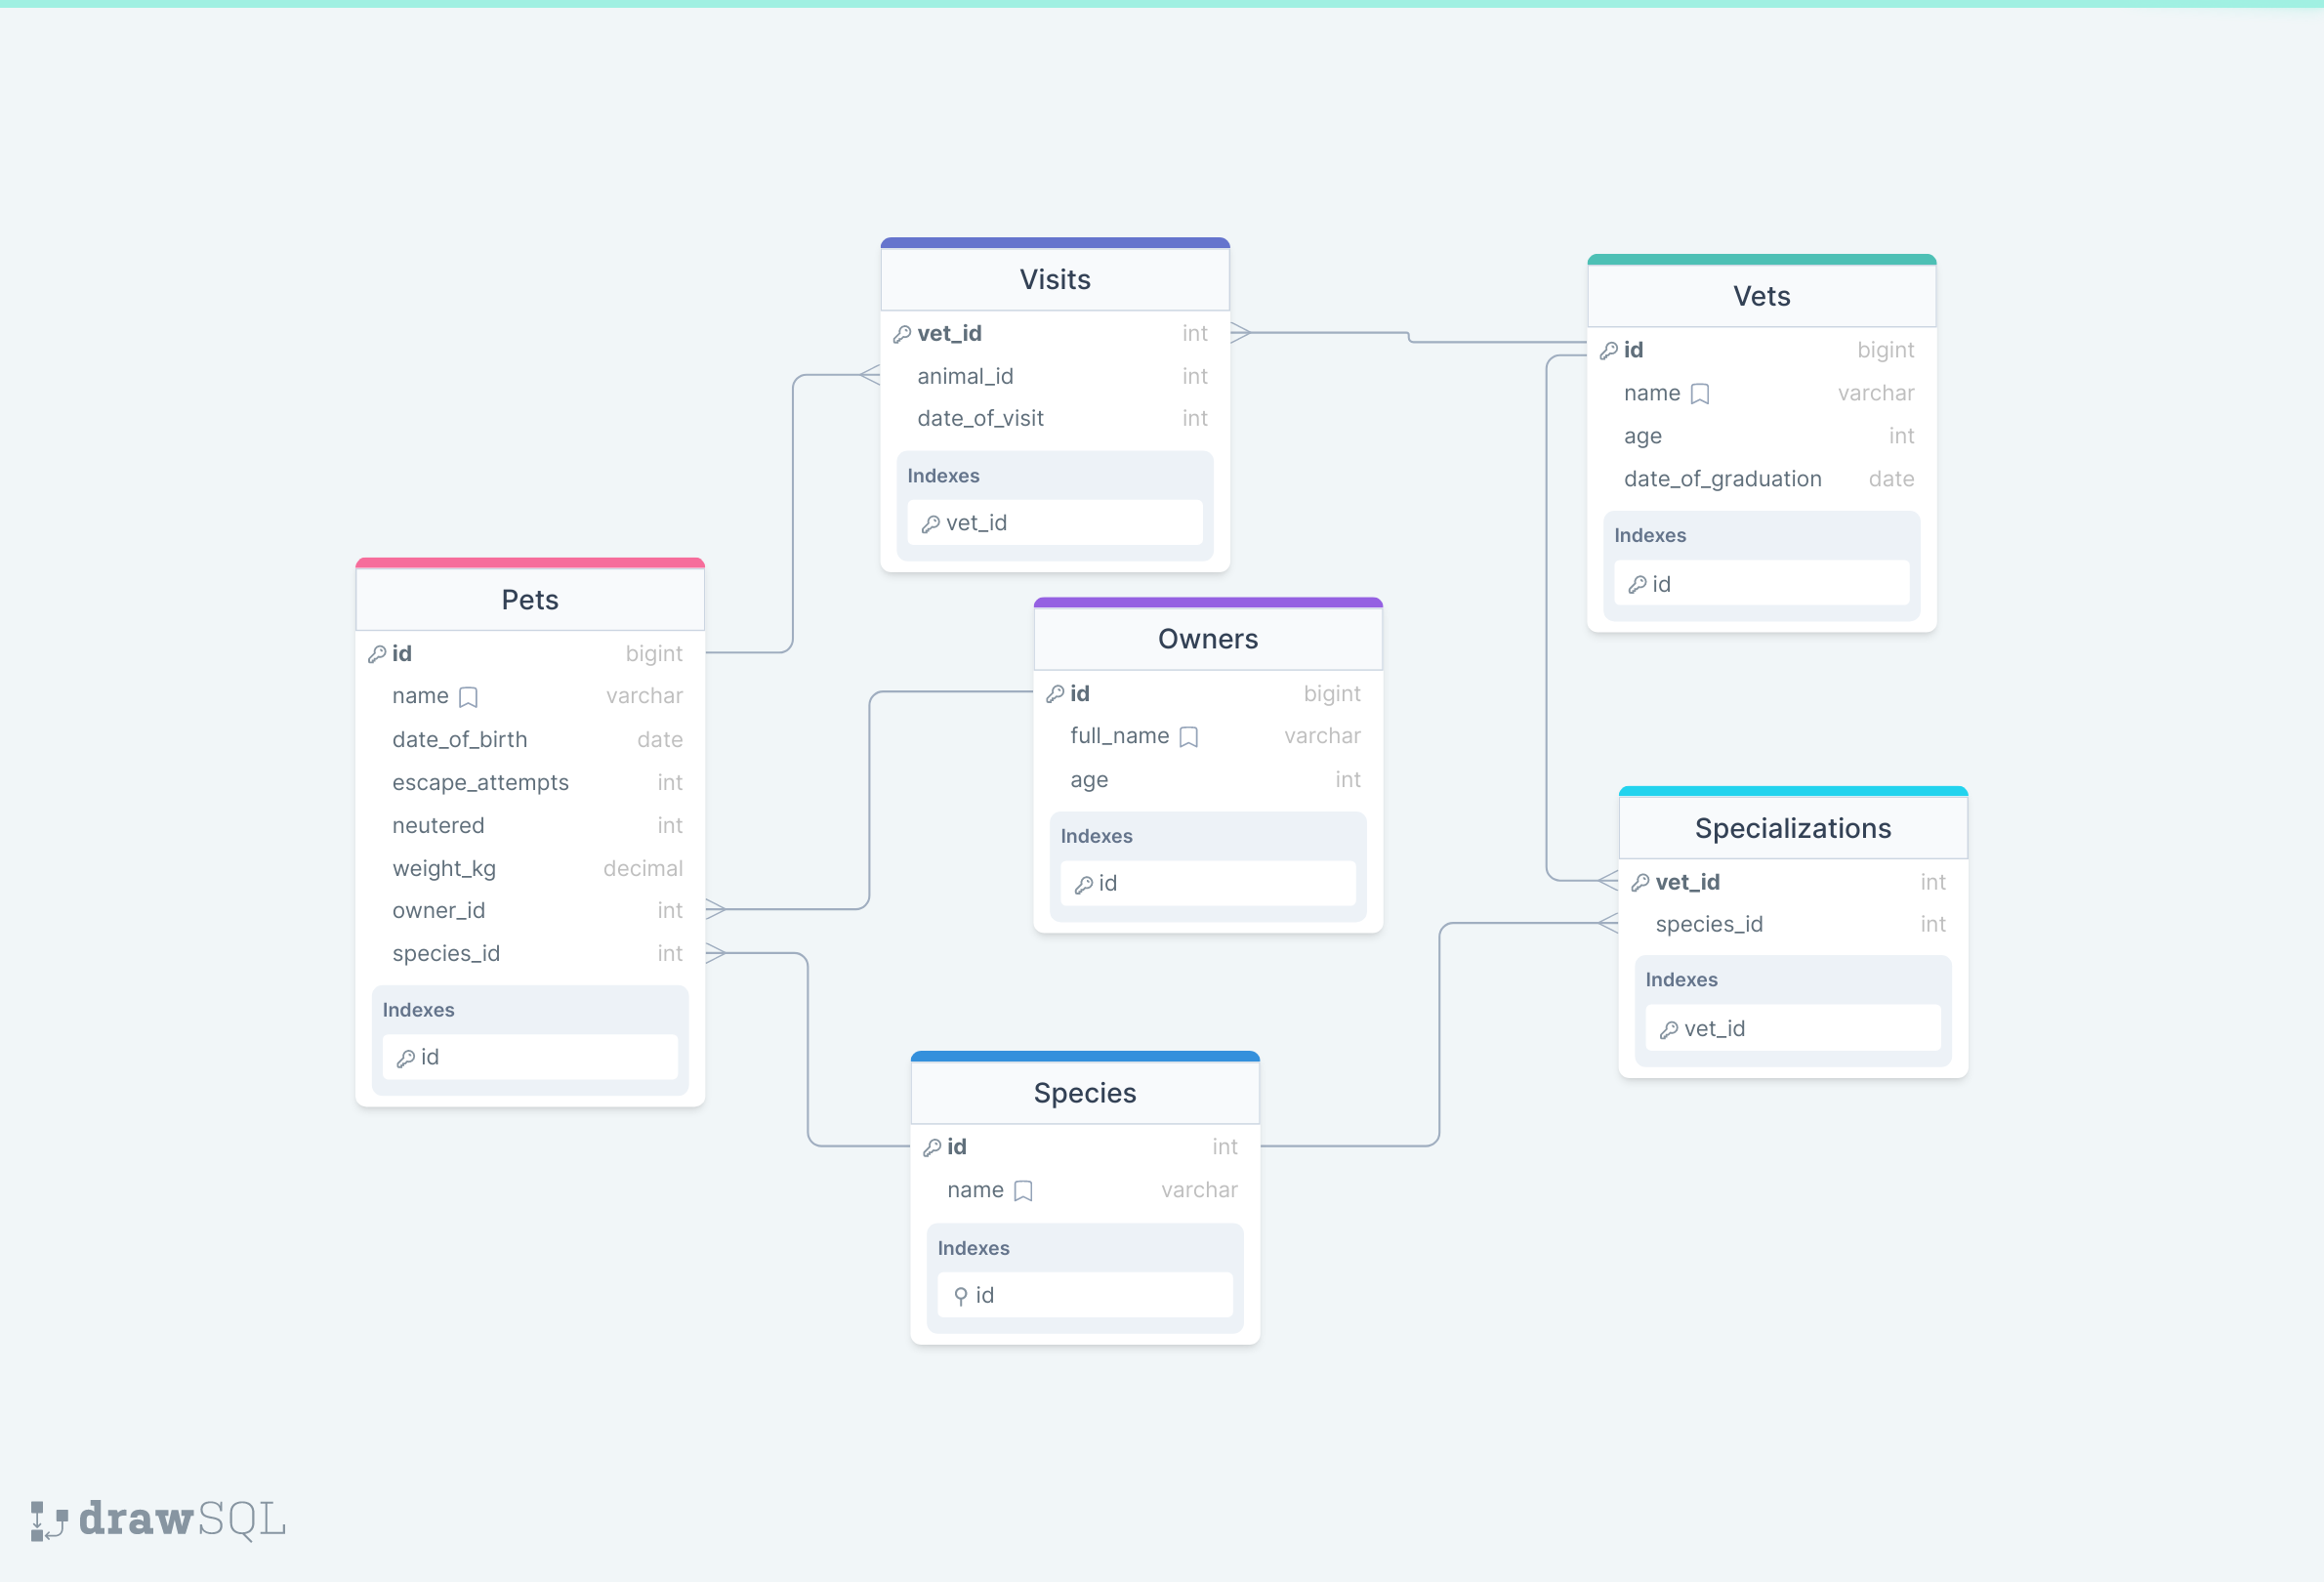 Visits
vet_id int
animal_id int
date_of_visit int
Indexes
vet_id
Vets
id bigint
name varchar
age int
date_of_graduation date
Indexes
id
Pets
id bigint
name varchar
date_of_birth date
escape_attempts int
neutered int
weight_kg decimal
owner_id int
species_id int
Indexes
id
Owners
id bigint
full_name varchar
age int
Indexes
id
Specializations
vet_id int
species_id int
Indexes
vet_id
Species
id int
name varchar
Indexes
id
drawSQL